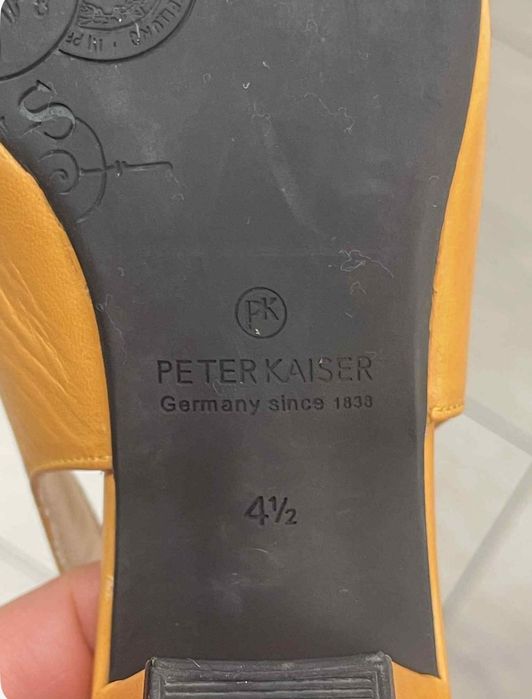 PK
PETER KAISER
Germany since 1838
4½